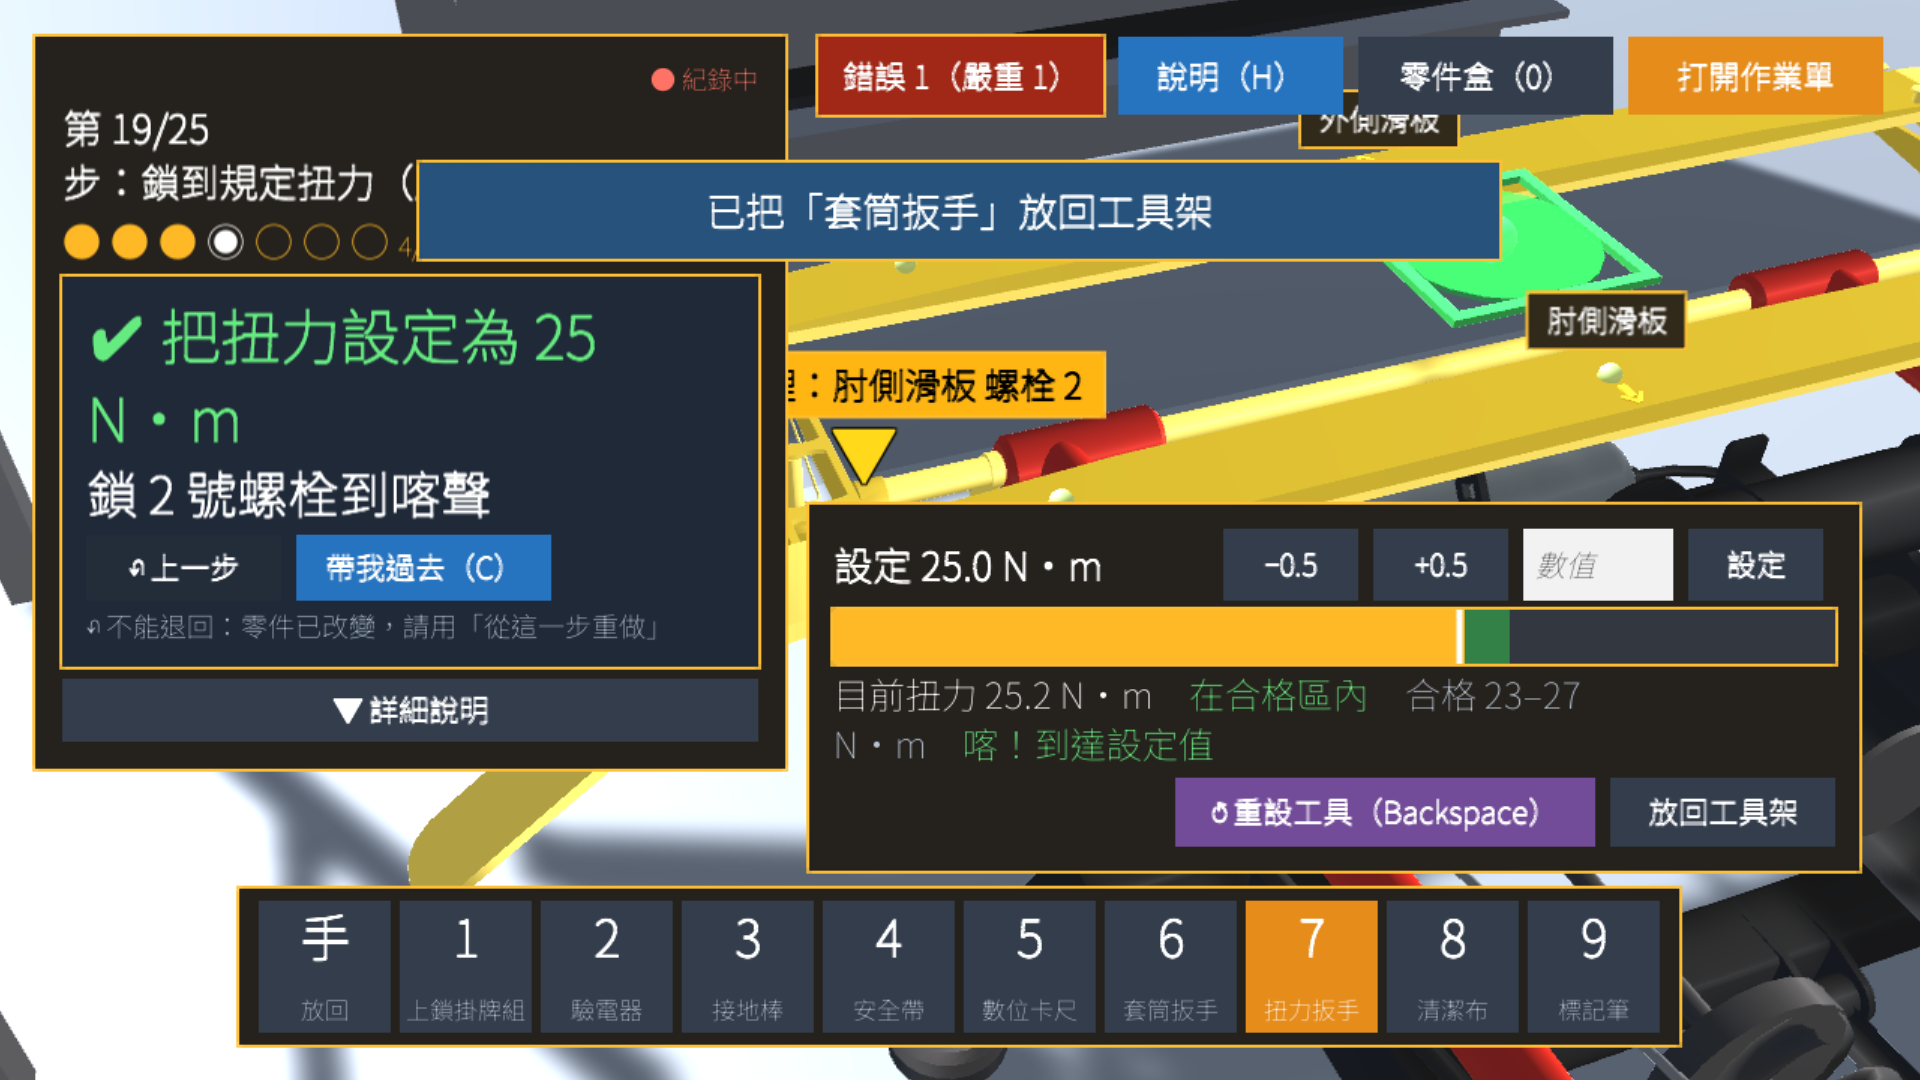 紀錄中
第 19/25
步：鎖到規定扭力（
4/
✔ 把扭力設定為 25
N・m
鎖 2 號螺栓到喀聲
↶上一步
帶我過去（C）
↶不能退回：零件已改變，請用「從這一步重做」
▼詳細說明
錯誤 1（嚴重 1）
說明（H）
零件盒（0）
打開作業單
外側滑板
已把「套筒扳手」放回工具架
肘側滑板
：肘側滑板 螺栓 2
設定 25.0 N・m
−0.5
+0.5
數值
設定
目前扭力 25.2 N・m 在合格區內 合格 23–27
N・m 喀！到達設定值
↺重設工具（Backspace）
放回工具架
手
放回
1
上鎖掛牌組
2
驗電器
3
接地棒
4
安全帶
5
數位卡尺
6
套筒扳手
7
扭力扳手
8
清潔布
9
標記筆